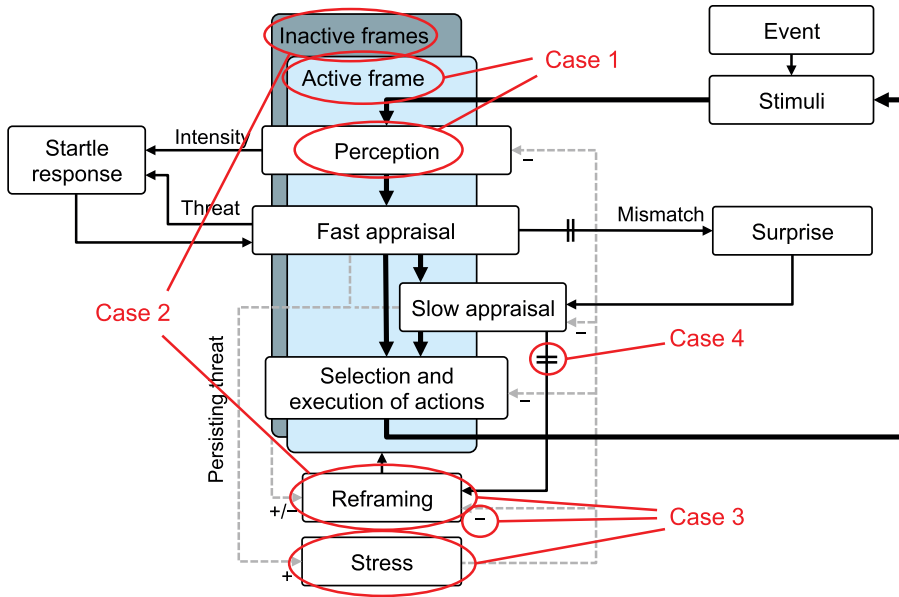 Inactive frames
Event
Case 1
Active frame
Stimuli
Intensity
Startle
response
Perception
–
Threat
Mismatch
Fast appraisal
Surprise
Case 2
Slow appraisal
–
Case 4
Persisting threat
Selection and
execution of actions
–
Reframing
+/–
–
Case 3
Stress
+